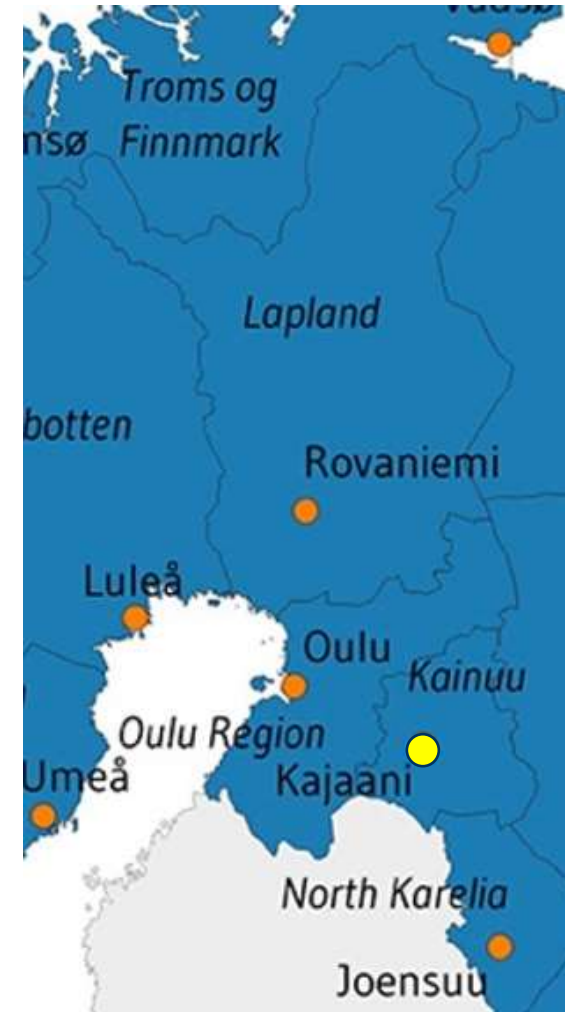 Troms og
Finnmark
nsø
Lapland
botten
Rovaniemi
Luleå
Oulu
Kainuu
Oulu Region
Umeå
Kajaani
North Karelia
Joensuu